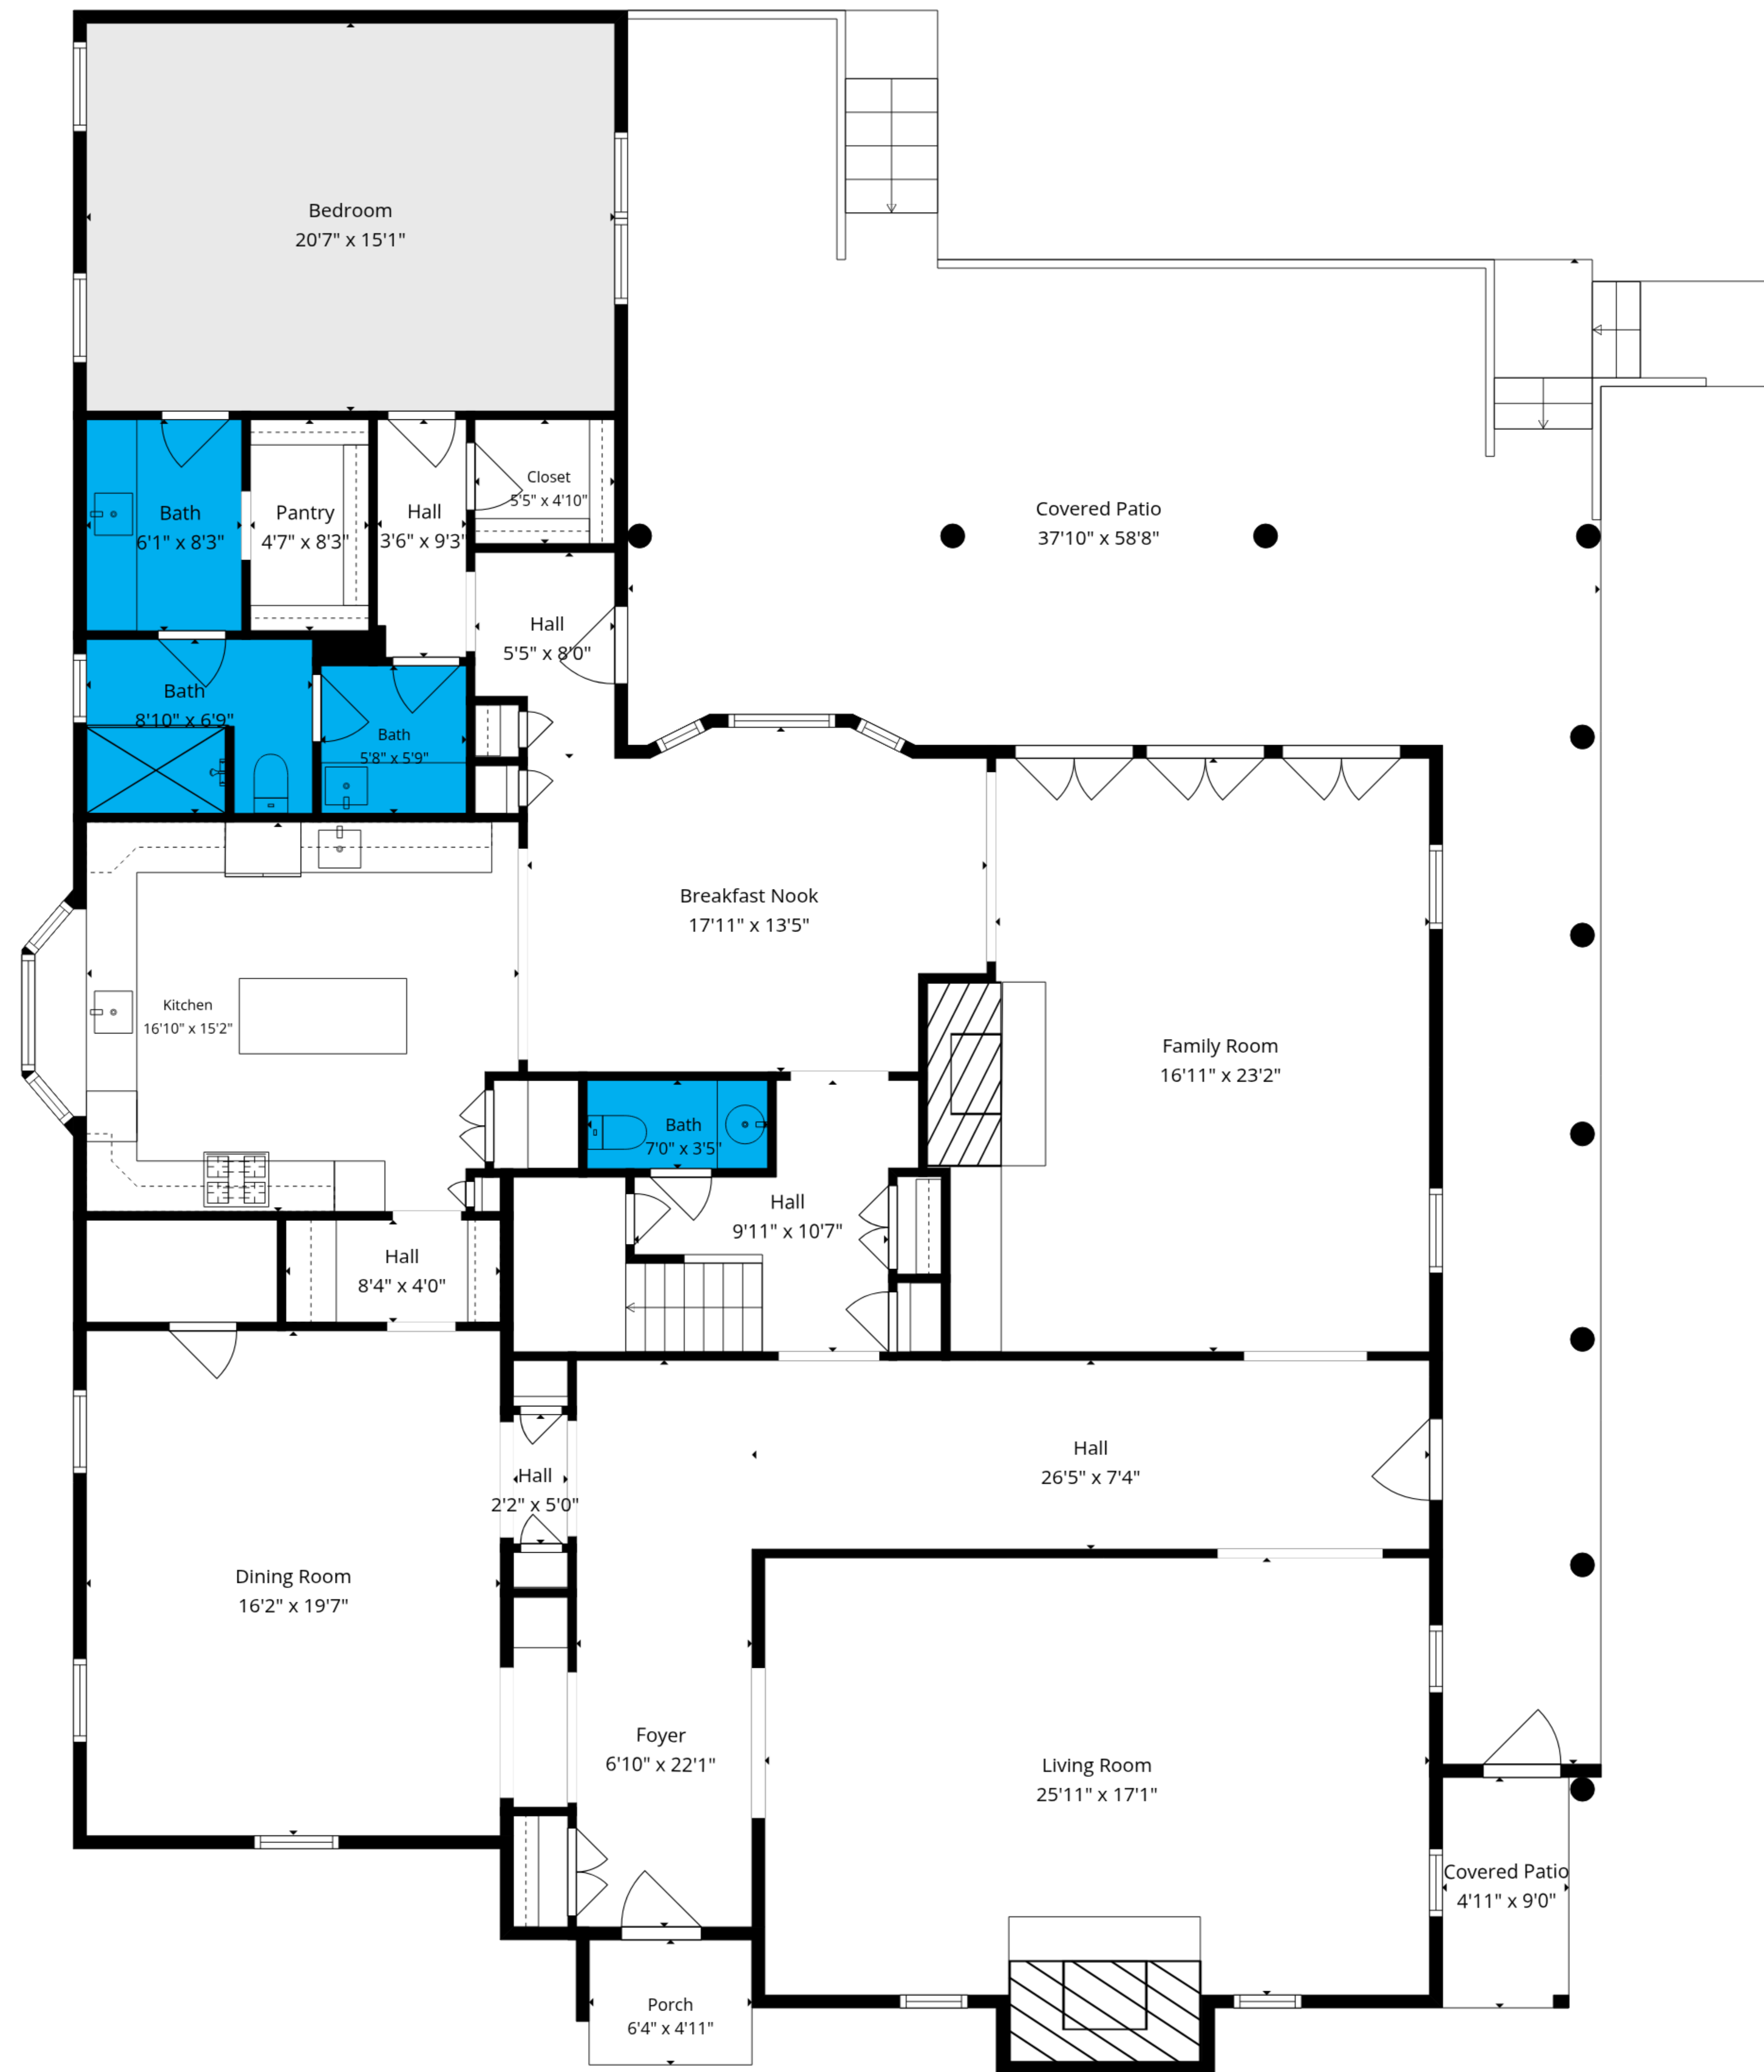 Bedroom
20'7" x 15'1"
Closet
5'5" x 4'10"
Bath
6'1" x 8'3"
Pantry
4'7" x 8'3"
Hall
3'6" x 9'3"
Covered Patio
37'10" x 58'8"
Hall
5'5" x 8'0"
Bath
8'10" x 6'9"
Bath
5'8" x 5'9"
Breakfast Nook
17'11" x 13'5"
Kitchen
16'10" x 15'2"
Family Room
16'11" x 23'2"
Bath
7'0" x 3'5"
Hall
9'11" x 10'7"
Hall
8'4" x 4'0"
Hall
26'5" x 7'4"
Hall
2'2" x 5'0"
Dining Room
16'2" x 19'7"
Foyer
6'10" x 22'1"
Living Room
25'11" x 17'1"
Covered Patio
4'11" x 9'0"
Porch
6'4" x 4'11"